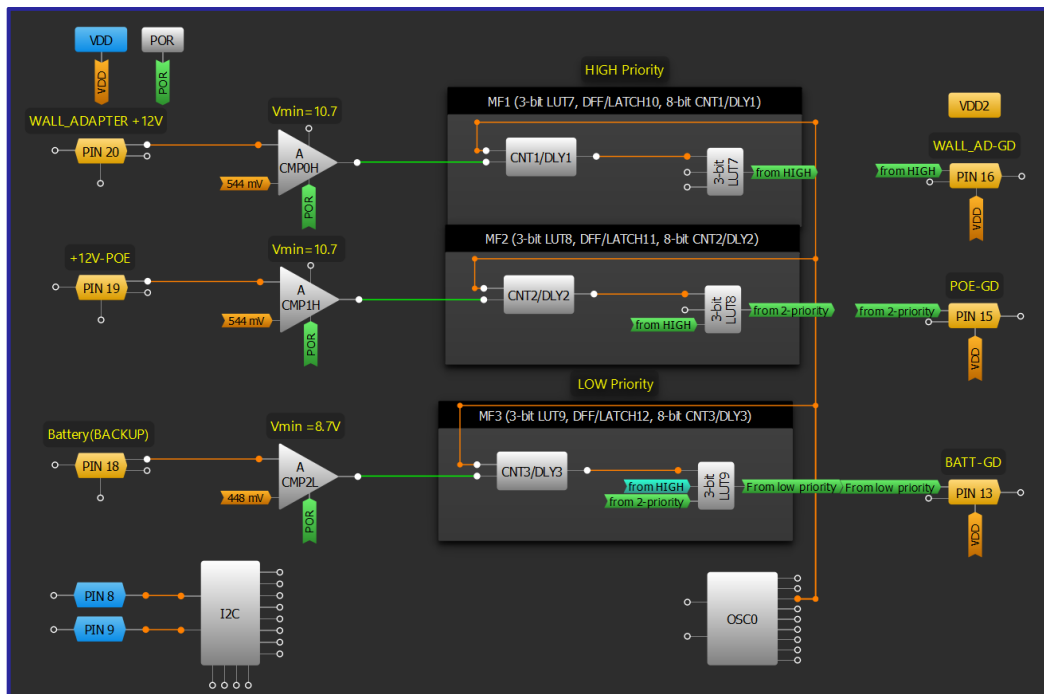 VDD
POR
VDD
POR
HIGH Priority
WALL_ADAPTER +12V
PIN 20
Vmin=10.7
A
CMP0H
544 mV
POR
MF1 (3-bit LUT7, DFF/LATCH10, 8-bit CNT1/DLY1)
CNT1/DLY1
3-bit
LUT7
from HIGH
VDD2
WALL_AD-GD
from HIGH
PIN 16
VDD
+12V-POE
PIN 19
Vmin=10.7
A
CMP1H
544 mV
POR
MF2 (3-bit LUT8, DFF/LATCH11, 8-bit CNT2/DLY2)
CNT2/DLY2
3-bit
LUT8
from HIGH
from 2-priority
POE-GD
from 2-priority
PIN 15
VDD
LOW Priority
Battery(BACKUP)
PIN 18
Vmin =8.7V
A
CMP2L
448 mV
POR
MF3 (3-bit LUT9, DFF/LATCH12, 8-bit CNT3/DLY3)
CNT3/DLY3
from HIGH
from 2-priority
3-bit
LUT9
From low priority
BATT-GD
From low priority
PIN 13
VDD
PIN 8
PIN 9
I2C
OSC0